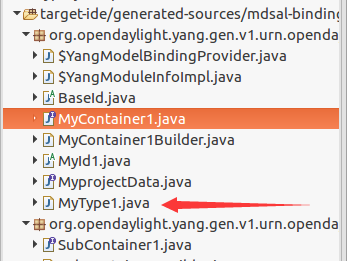 target-ide/generated-sources/mdsal-binding
org.opendaylight.yang.gen.v1.urn.openda
$YangModelBindingProvider.java
$YangModuleInfoImpl.java
BaseId.java
MyContainer1.java
MyContainer1Builder.java
MyId1.java
MyprojectData.java
MyType1.java
org.opendaylight.yang.gen.v1.urn.openda
SubContainer1.java